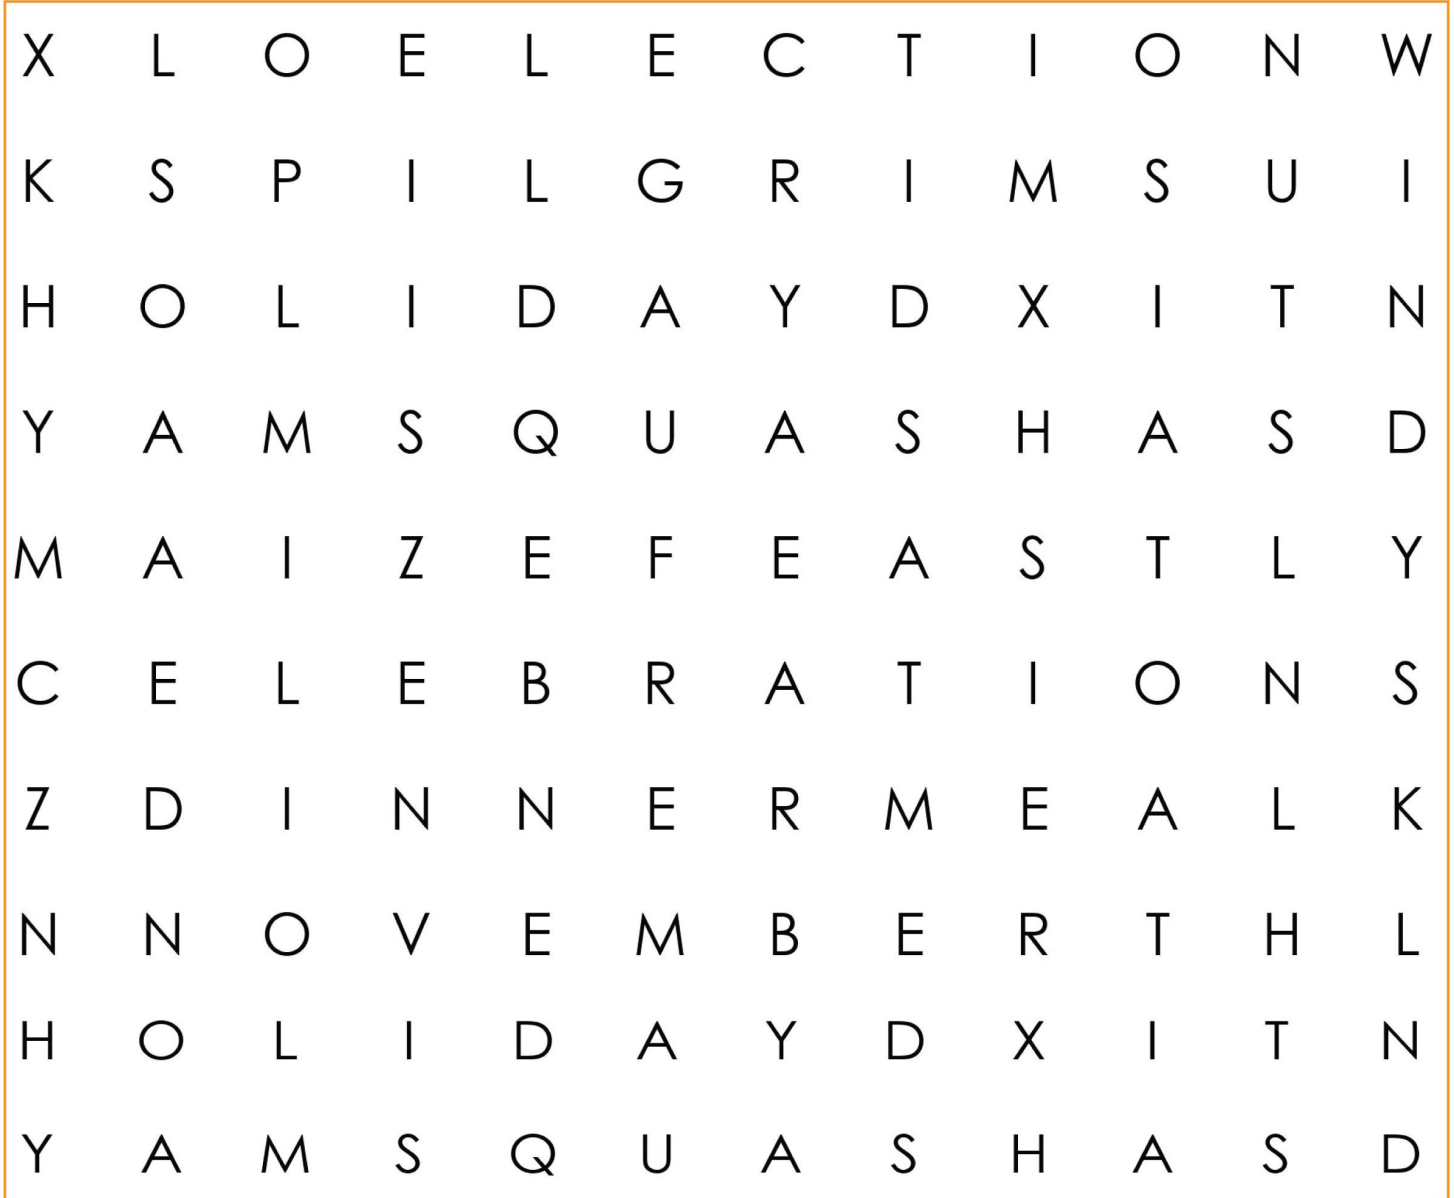 X L O E L E C T I O N W
K S P I L G R I M S U I
H O L I D A Y D X I T N
Y A M S Q U A S H A S D
M A I Z E F E A S T L Y
C E L E B R A T I O N S
Z D I N N E R M E A L K
N N O V E M B E R T H L
H O L I D A Y D X I T N
Y A M S Q U A S H A S D